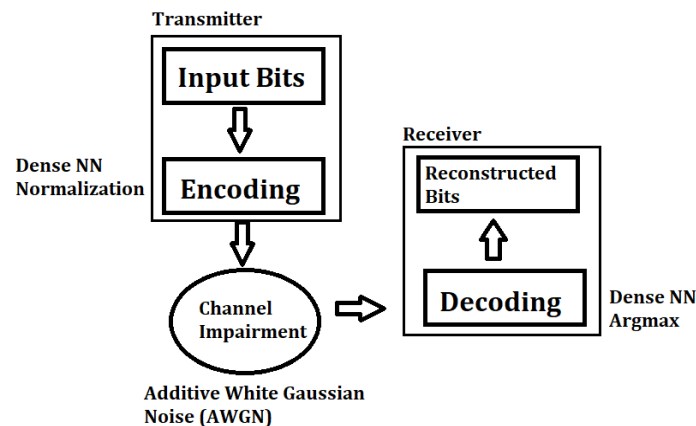 Transmitter
Input Bits
Dense NN
Normalization
Encoding
Channel
Impairment
Additive White Gaussian
Noise (AWGN)
Receiver
Reconstructed
Bits
Decoding
Dense NN
Argmax